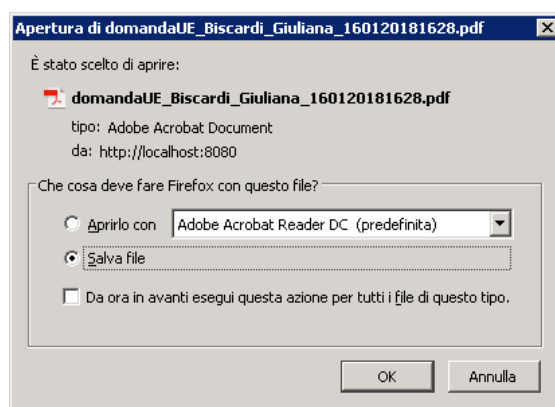 Apertura di domandaUE_Biscardi_Giuliana_160120181628.pdf
È stato scelto di aprire:
domandaUE_Biscardi_Giuliana_160120181628.pdf
tipo: Adobe Acrobat Document
da: http://localhost:8080
Che cosa deve fare Firefox con questo file?
Aprirlo con Adobe Acrobat Reader DC (predefinita)
Salva file
Da ora in avanti esegui questa azione per tutti i file di questo tipo.
OK Annulla